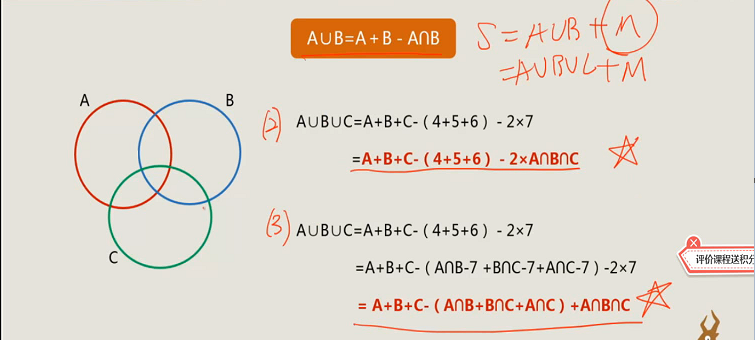 A∪B=A+B - A∩B
S = A∪B + M
= A∪B∪C + M
A
B
C
(2) A∪B∪C=A+B+C-（4+5+6）- 2×7
=A+B+C-（4+5+6）- 2×A∩B∩C
(3) A∪B∪C=A+B+C-（4+5+6）- 2×7
=A+B+C-（A∩B-7 +B∩C-7+A∩C-7）- 2×7
= A+B+C-（A∩B+B∩C+A∩C）+A∩B∩C
评价课程送积分